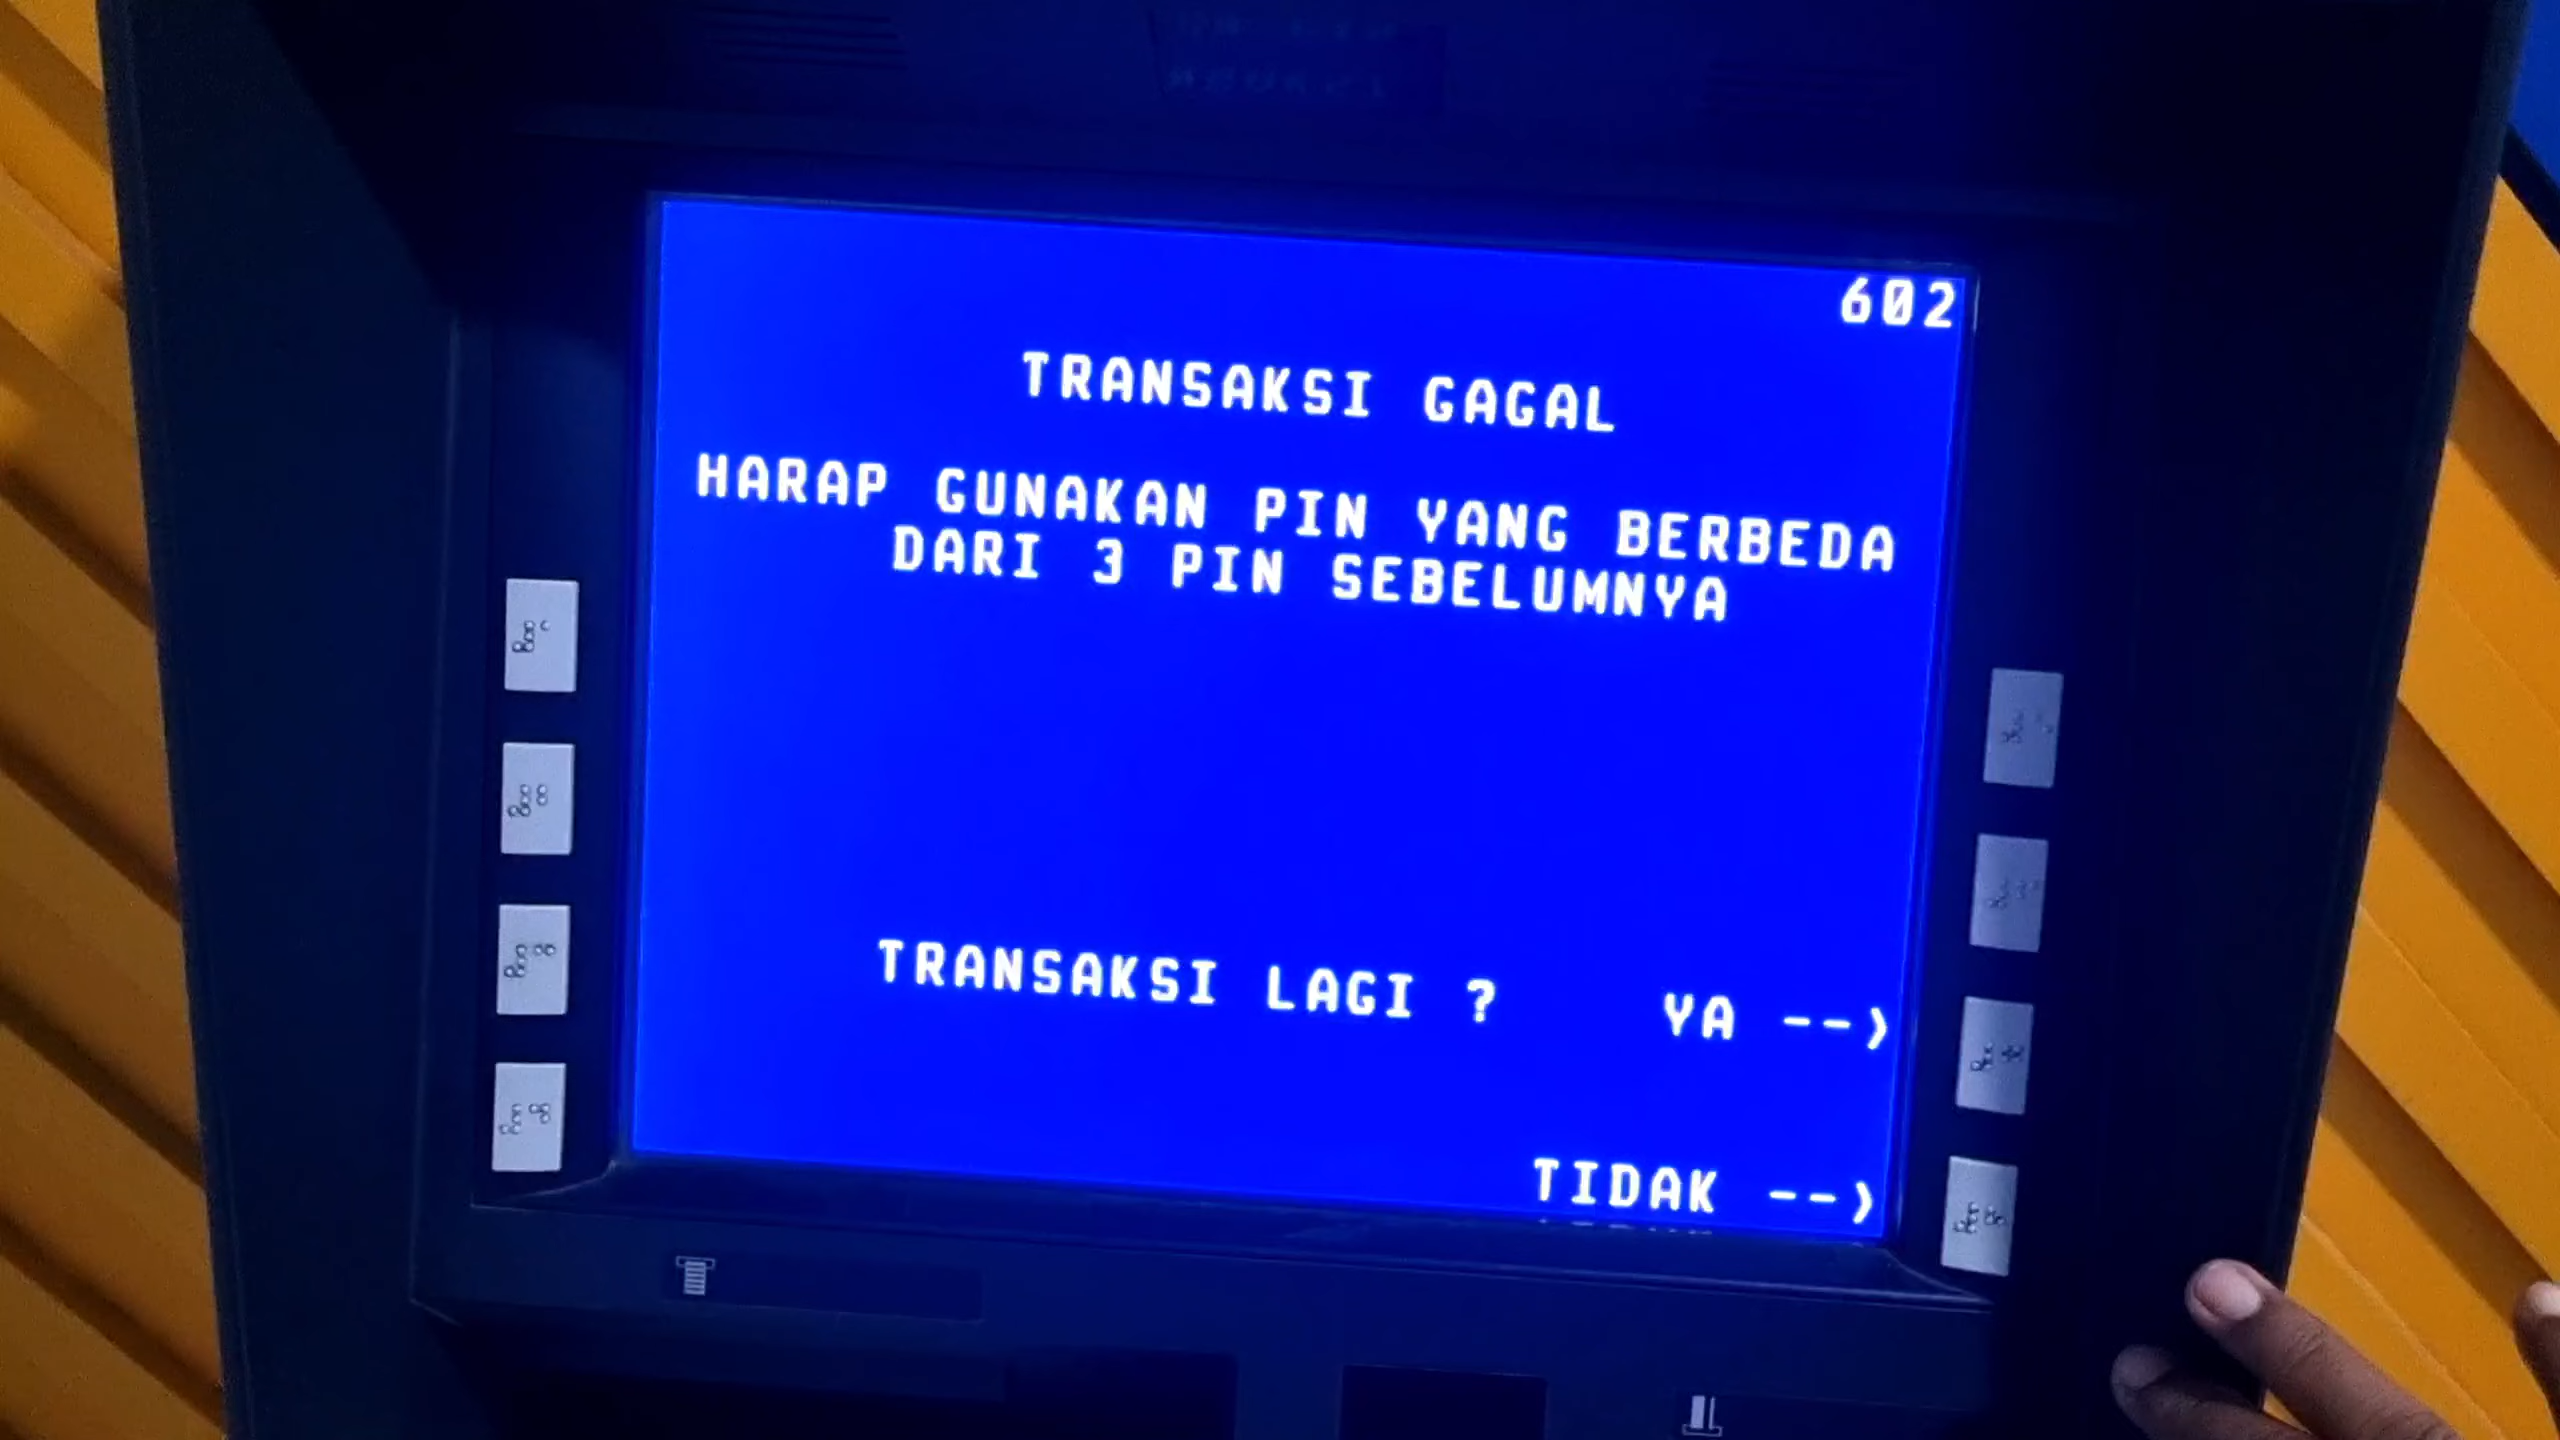 602
TRANSAKSI GAGAL
HARAP GUNAKAN PIN YANG BERBEDA
DARI 3 PIN SEBELUMNYA
TRANSAKSI LAGI ? YA -->
TIDAK -->